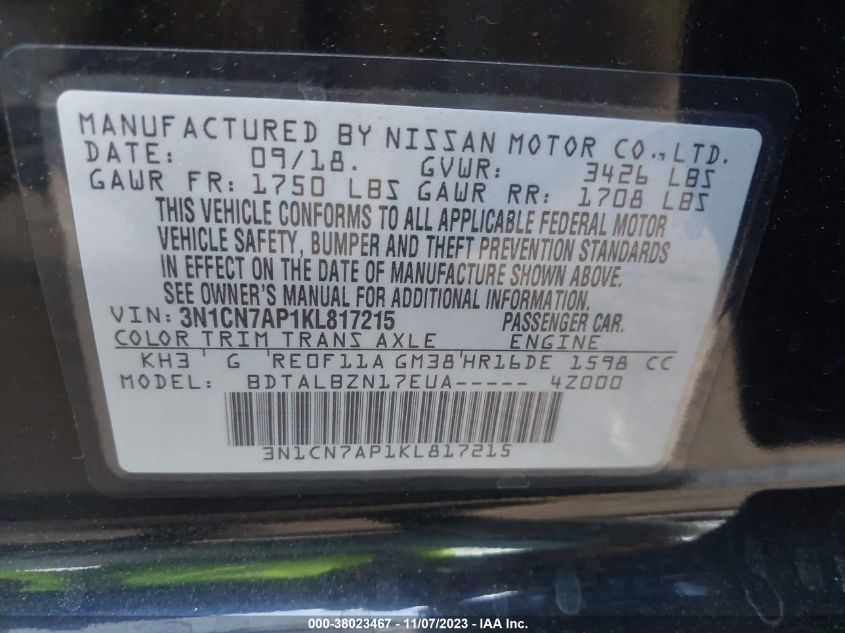 MANUFACTURED BY NISSAN MOTOR CO., LTD.
DATE: 09/18. GVWR: 3426 LBS
GAWR FR: 1750 LBS GAWR RR: 1708 LBS
THIS VEHICLE CONFORMS TO ALL APPLICABLE FEDERAL MOTOR
VEHICLE SAFETY, BUMPER AND THEFT PREVENTION STANDARDS
IN EFFECT ON THE DATE OF MANUFACTURE SHOWN ABOVE.
SEE OWNER'S MANUAL FOR ADDITIONAL INFORMATION.
VIN: 3N1CN7AP1KL817215 PASSENGER CAR.
COLOR TRIM TRANS AXLE ENGINE
KH3 G RE0F11A GM38 HR16DE 1598 CC
MODEL: BDTALBZN17EUA----- 4Z000
3N1CN7AP1KL817215
000-38023467 - 11/07/2023 - IAA Inc.